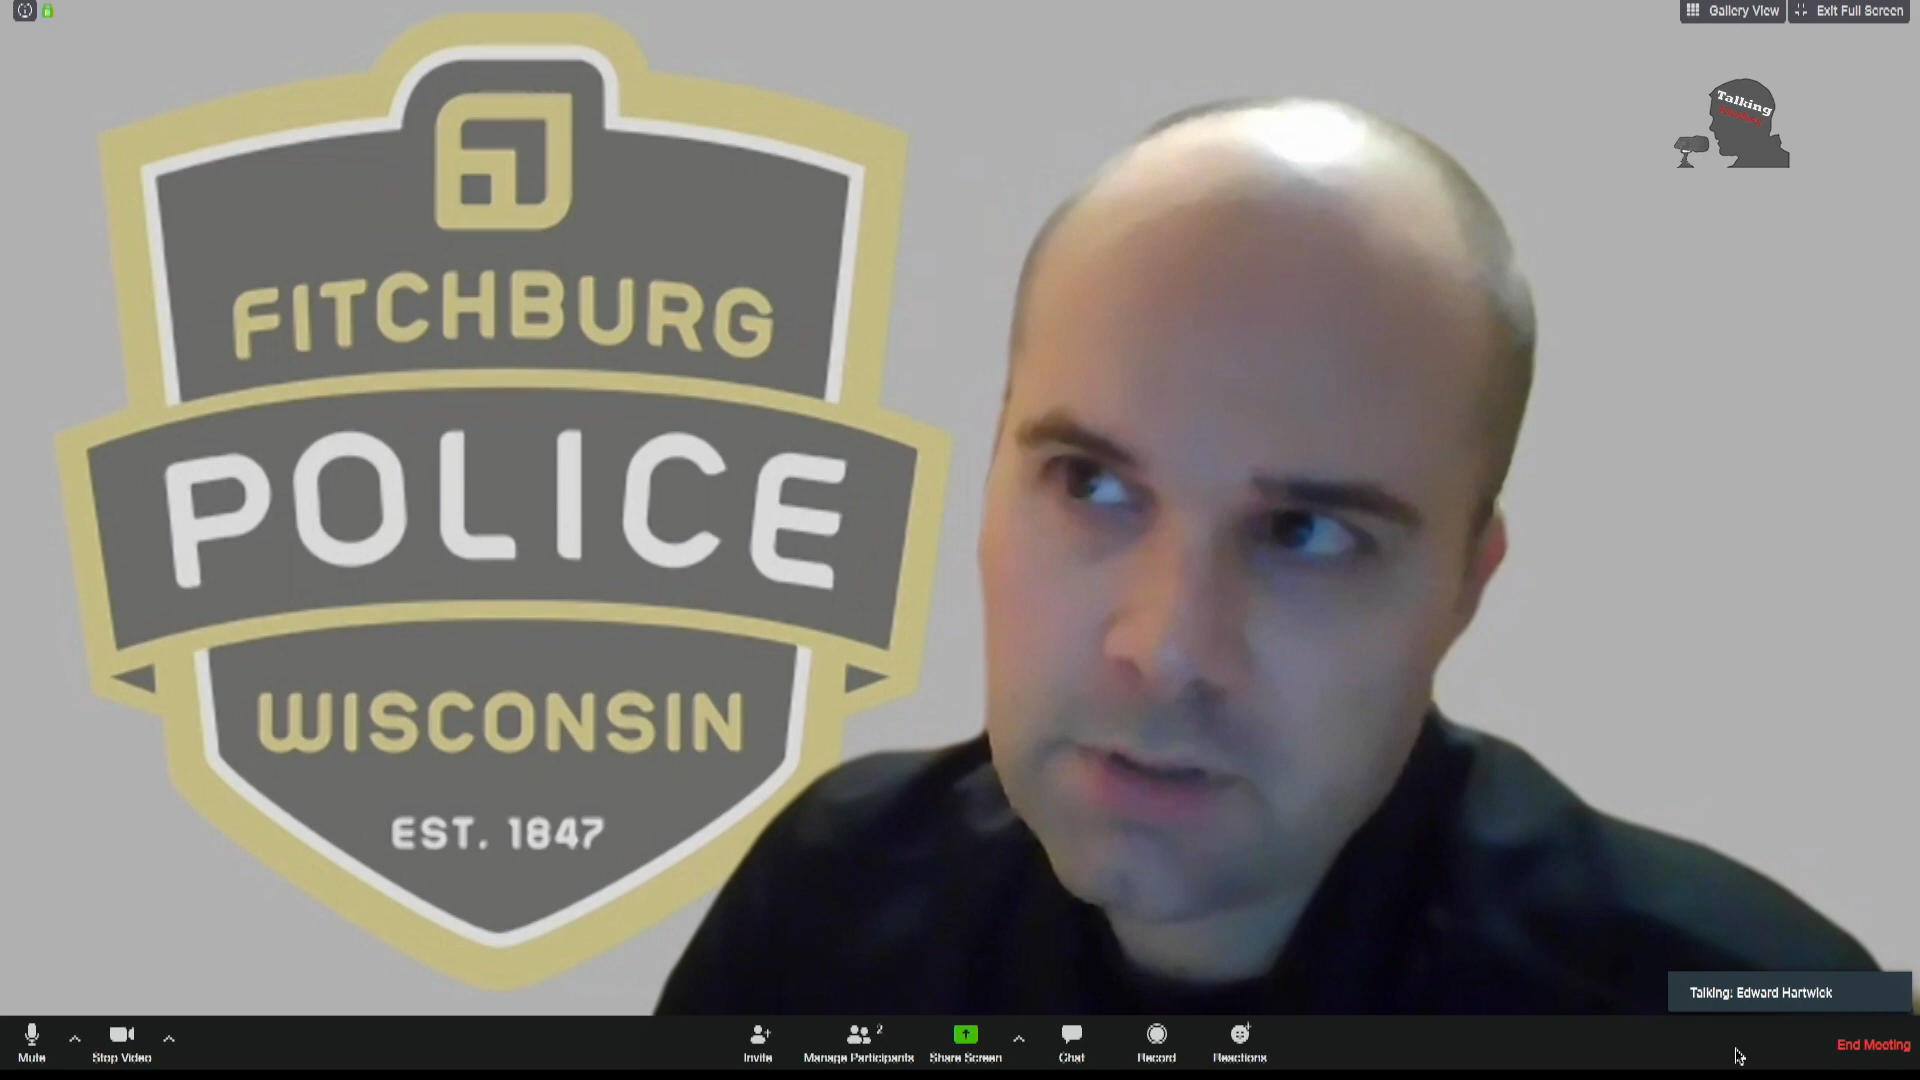 Gallery View
Exit Full Screen
Talking
FITCHBURG
POLICE
WISCONSIN
EST. 1847
Talking: Edward Hartwick
Mute
Stop Video
Invite
2
Manage Participants
Share Screen
Chat
Record
Reactions
End Meeting